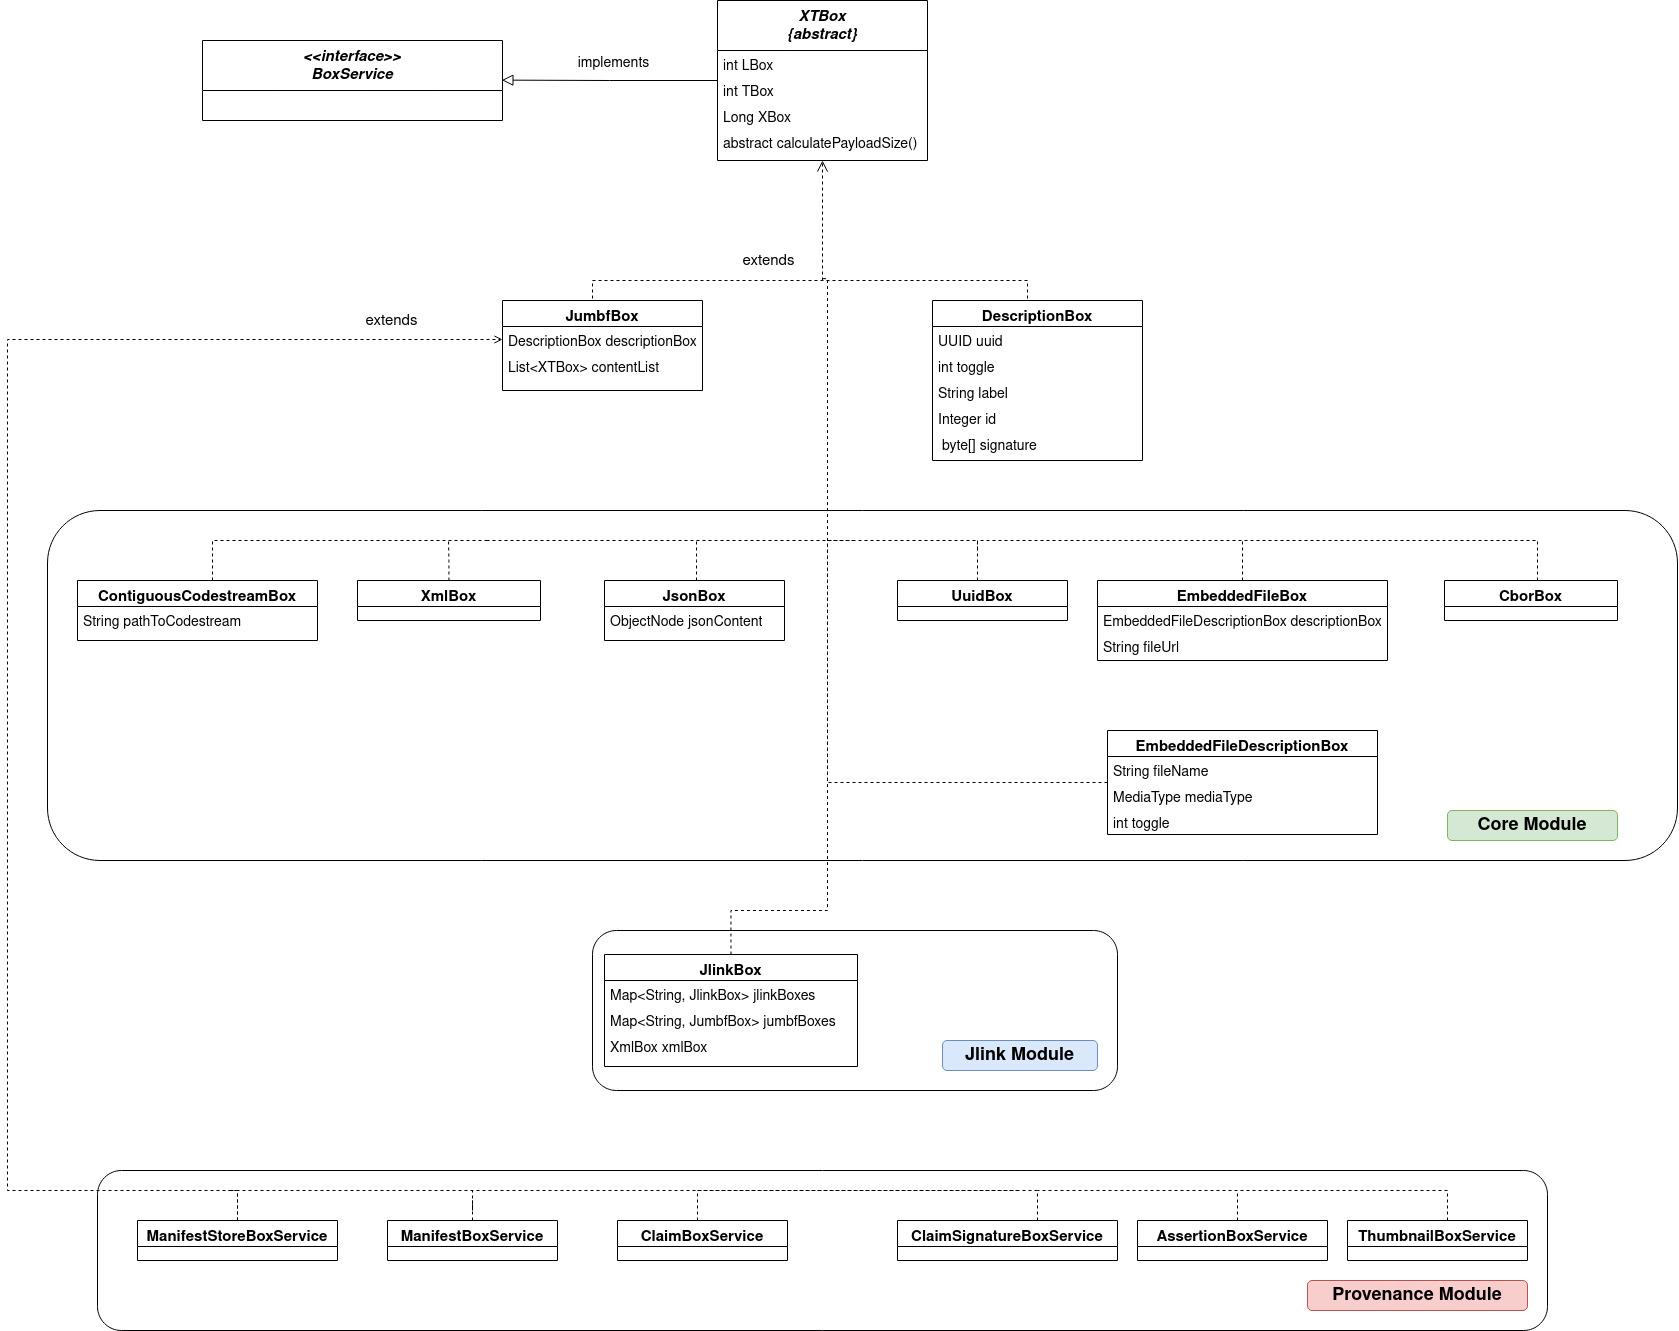 XTBox
{abstract}
int LBox
int TBox
Long XBox
abstract calculatePayloadSize()
<<interface>>
BoxService
implements
extends
extends
JumbfBox
DescriptionBox descriptionBox
List<XTBox> contentList
DescriptionBox
UUID uuid
int toggle
String label
Integer id
byte[] signature
ContiguousCodestreamBox
String pathToCodestream
XmlBox
JsonBox
ObjectNode jsonContent
UuidBox
EmbeddedFileBox
EmbeddedFileDescriptionBox descriptionBox
String fileUrl
CborBox
EmbeddedFileDescriptionBox
String fileName
MediaType mediaType
int toggle
Core Module
JlinkBox
Map<String, JlinkBox> jlinkBoxes
Map<String, JumbfBox> jumbfBoxes
XmlBox xmlBox
Jlink Module
ManifestStoreBoxService
ManifestBoxService
ClaimBoxService
ClaimSignatureBoxService
AssertionBoxService
ThumbnailBoxService
Provenance Module